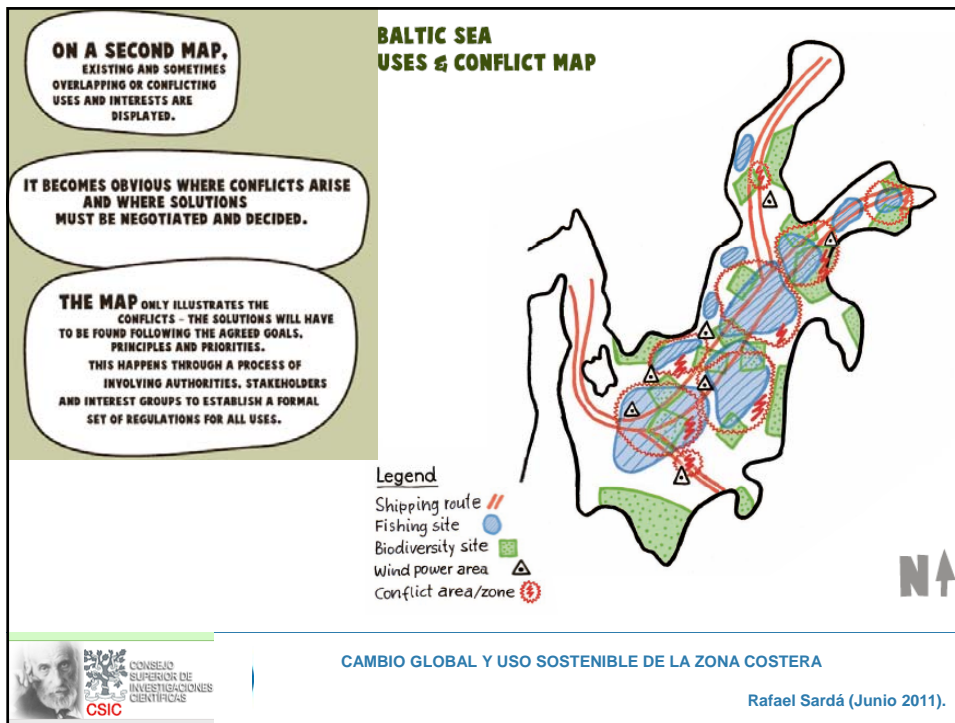 ON A SECOND MAP,
EXISTING AND SOMETIMES
OVERLAPPING OR CONFLICTING
USES AND INTERESTS ARE
DISPLAYED.
IT BECOMES OBVIOUS WHERE CONFLICTS ARISE
AND WHERE SOLUTIONS
MUST BE NEGOTIATED AND DECIDED.
THE MAP ONLY ILLUSTRATES THE
CONFLICTS - THE SOLUTIONS WILL HAVE
TO BE FOUND FOLLOWING THE AGREED GOALS,
PRINCIPLES AND PRIORITIES.
THIS HAPPENS THROUGH A PROCESS OF
INVOLVING AUTHORITIES, STAKEHOLDERS
AND INTEREST GROUPS TO ESTABLISH A FORMAL
SET OF REGULATIONS FOR ALL USES.
BALTIC SEA
USES & CONFLICT MAP
Legend
Shipping route
Fishing site
Biodiversity site
Wind power area
Conflict area/zone
N
CSIC
CONSEJO
SUPERIOR DE
INVESTIGACIONES
CIENTÍFICAS
CAMBIO GLOBAL Y USO SOSTENIBLE DE LA ZONA COSTERA
Rafael Sardá (Junio 2011).